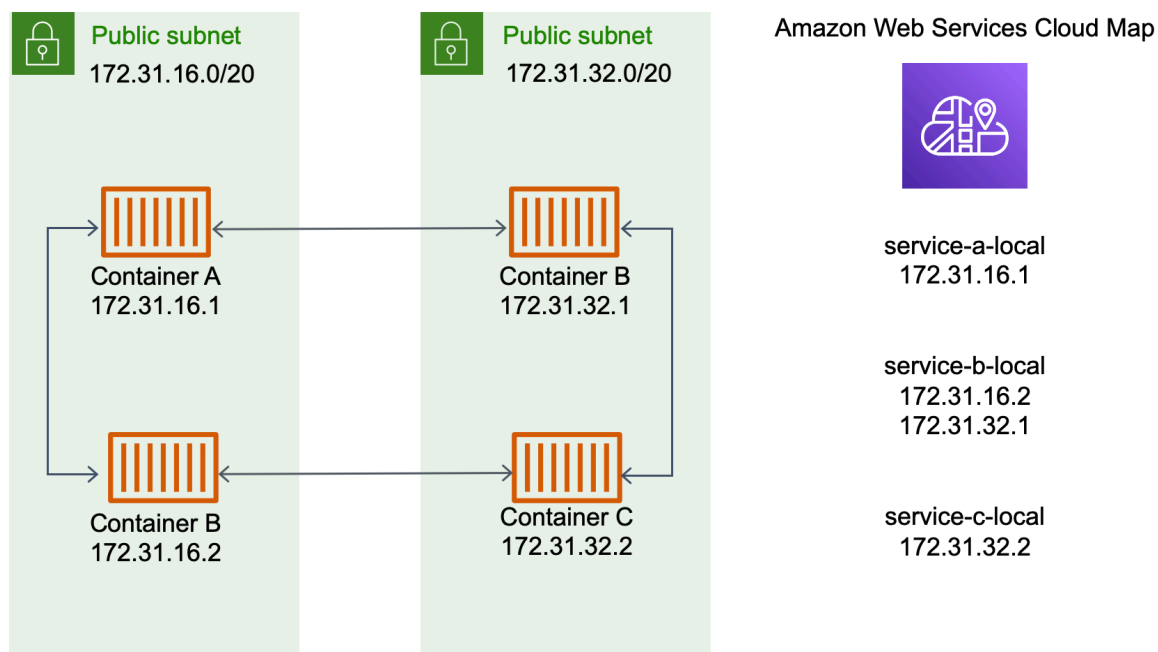 Public subnet
172.31.16.0/20
Public subnet
172.31.32.0/20
Amazon Web Services Cloud Map
Container A
172.31.16.1
Container B
172.31.32.1
service-a-local
172.31.16.1
service-b-local
172.31.16.2
172.31.32.1
Container B
172.31.16.2
Container C
172.31.32.2
service-c-local
172.31.32.2